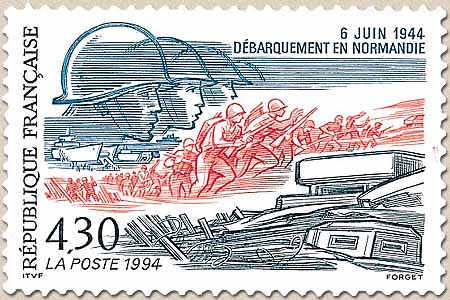 6 JUIN 1944
DÉBARQUEMENT EN NORMANDIE
RÉPUBLIQUE FRANÇAISE
4,30
LA POSTE 1994
ITVF
FORGET